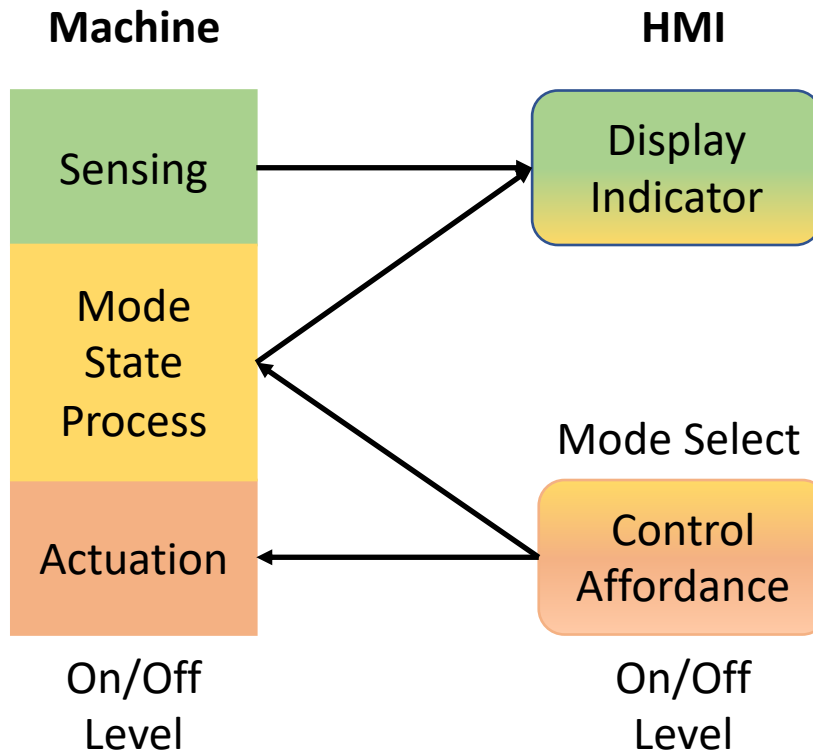 Machine
HMI
Sensing
Display
Indicator
Mode
State
Process
Mode Select
Actuation
Control
Affordance
On/Off
Level
On/Off
Level